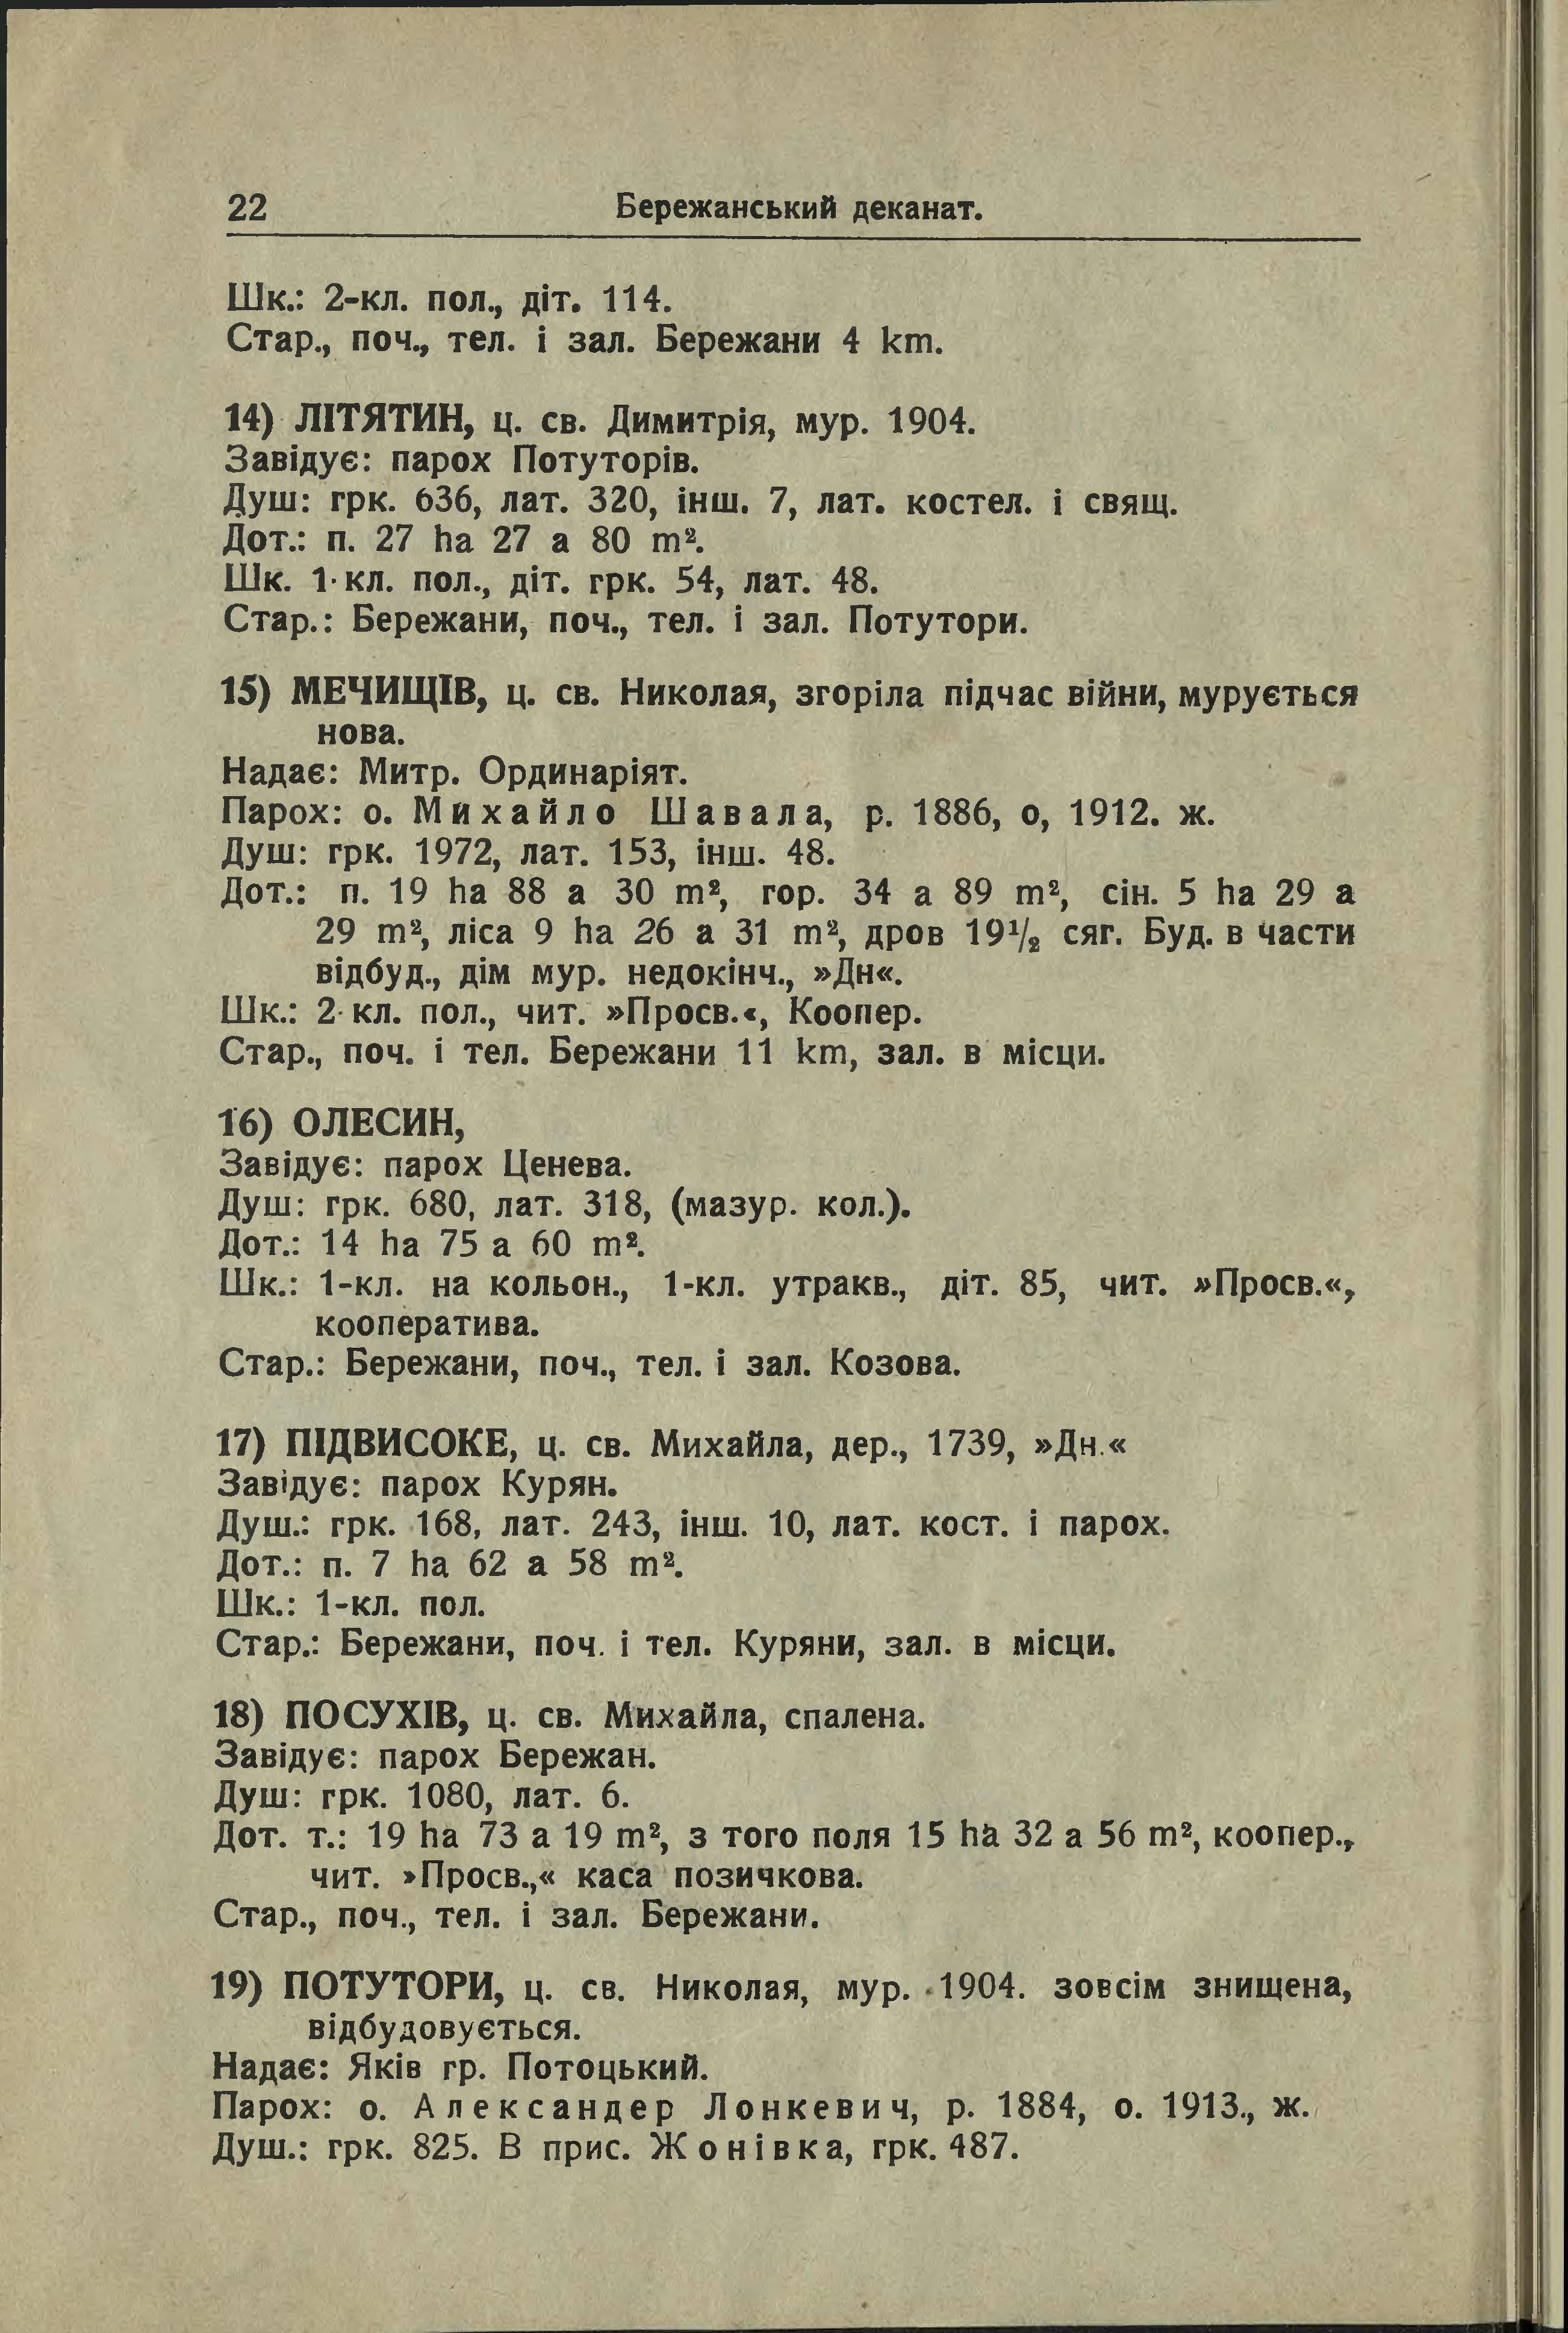 22 Бережанський деканат.
Шк.: 2-кл. пол., діт. 114.
Стар., поч., тел. і зал. Бережани 4 km.
14) ЛІТЯТИН, ц. св. Димитрія, мур. 1904.
Завідує: парох Потуторів.
Душ: грк. 636, лат. 320, інш. 7, лат. костел. і свящ.
Дот.: п. 27 ha 27 a 80 m².
Шк. 1-кл. пол., діт. грк. 54, лат. 48.
Стар.: Бережани, поч., тел. і зал. Потутори.
15) МЕЧИЩІВ, ц. св. Николая, згоріла підчас війни, мурується
нова.
Надає: Митр. Ординаріят.
Парох: о. Михайло Шавала, р. 1886, о, 1912. ж.
Душ: грк. 1972, лат. 153, інш. 48.
Дот.: п. 19 ha 88 a 30 m², гор. 34 a 89 m², сін. 5 ha 29 a
29 m², ліса 9 ha 26 a 31 m², дров 19½ сяг. Буд. в части
відбуд., дім мур. недокінч., »Дн«.
Шк.: 2-кл. пол., чит. »Просв.«, Коопер.
Стар., поч. і тел. Бережани 11 km, зал. в місци.
16) ОЛЕСИН,
Завідує: парох Ценева.
Душ: грк. 680, лат. 318, (мазур. кол.).
Дот.: 14 ha 75 a 60 m².
Шк.: 1-кл. на кольон., 1-кл. утракв., діт. 85, чит. »Просв.«,
кооператива.
Стар.: Бережани, поч., тел. і зал. Козова.
17) ПІДВИСОКЕ, ц. св. Михайла, дер., 1739, »Дн.«
Завідує: парох Курян.
Душ.: грк. 168, лат. 243, інш. 10, лат. кост. і парох.
Дот.: п. 7 ha 62 a 58 m².
Шк.: 1-кл. пол.
Стар.: Бережани, поч. і тел. Куряни, зал. в місци.
18) ПОСУХІВ, ц. св. Михайла, спалена.
Завідує: парох Бережан.
Душ: грк. 1080, лат. 6.
Дот. т.: 19 ha 73 a 19 m², з того поля 15 ha 32 a 56 m², коопер.,
чит. »Просв.,« каса позичкова.
Стар., поч., тел. і зал. Бережани.
19) ПОТУТОРИ, ц. св. Николая, мур. 1904. зовсім знищена,
відбудовується.
Надає: Яків гр. Потоцький.
Парох: о. Александер Лонкевич, р. 1884, о. 1913., ж.
Душ.: грк. 825. В прис. Жонівка, грк. 487.